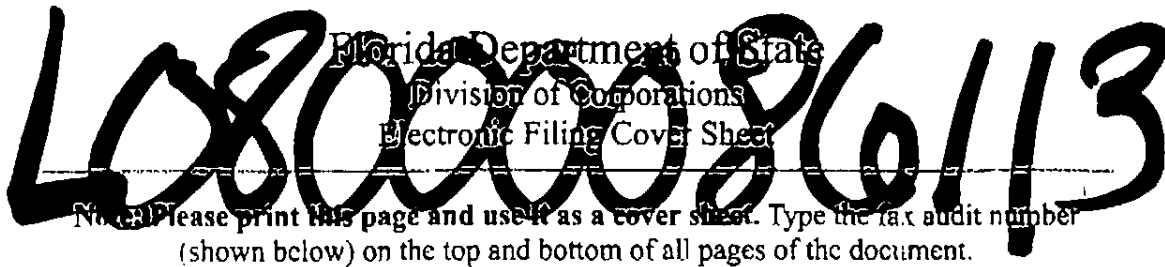 L08000086113
Florida Department of State
Division of Corporations
Electronic Filing Cover Sheet
Note: Please print this page and use it as a cover sheet. Type the fax audit number
(shown below) on the top and bottom of all pages of the document.